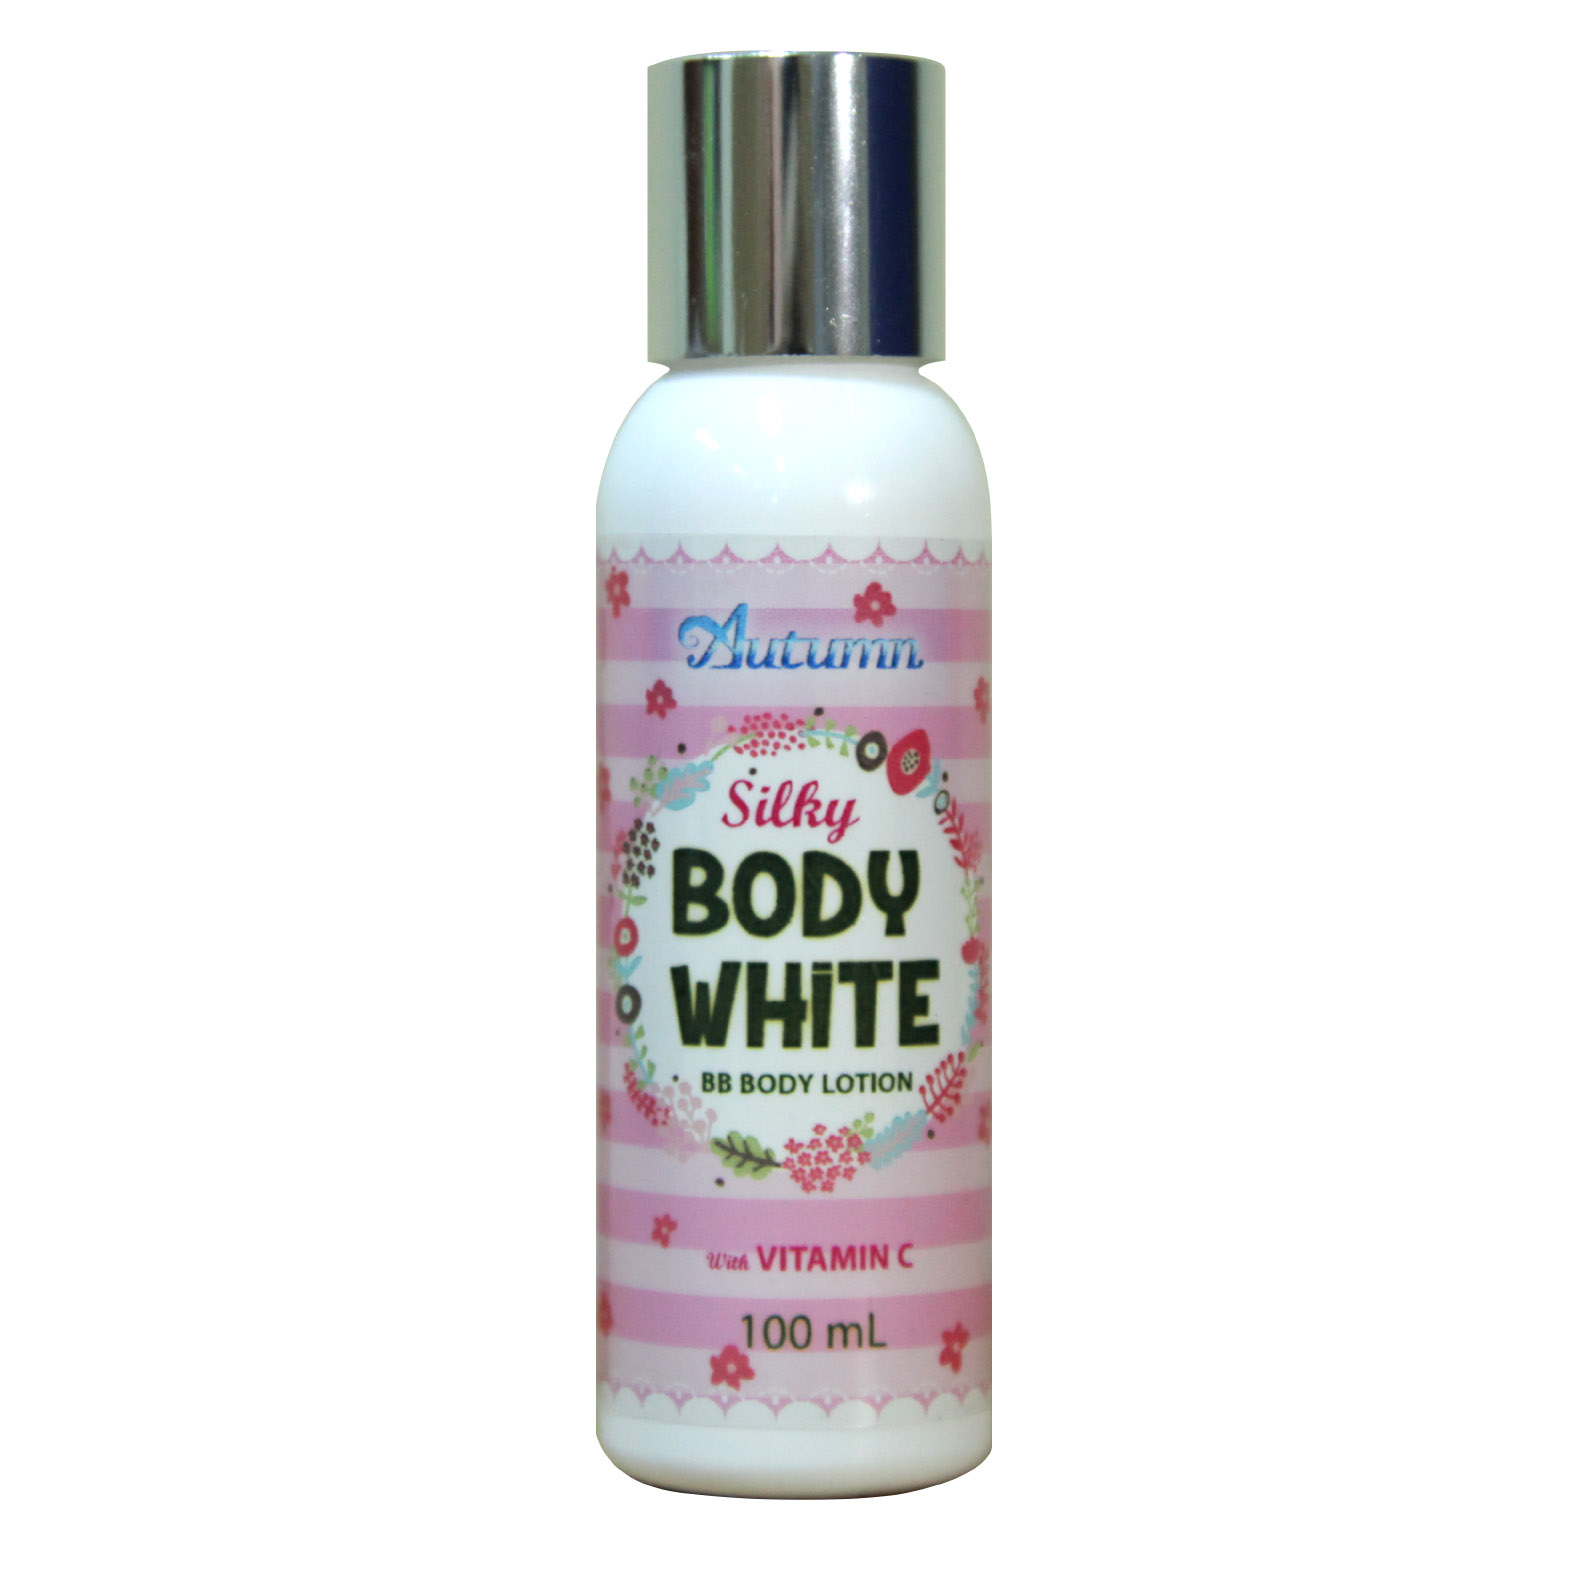 Autumn
Silky
BODY
WHiTE
BB BODY LOTION
With VITAMIN C
100 mL